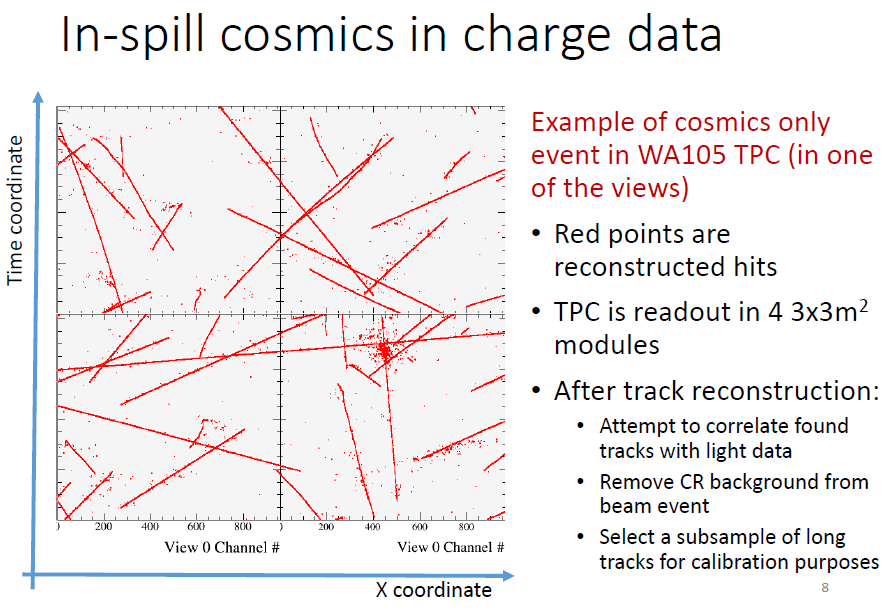 In-spill cosmics in charge data
Time coordinate
Example of cosmics only
event in WA105 TPC (in one
of the views)
• Red points are
reconstructed hits
• TPC is readout in 4 3x3m²
modules
• After track reconstruction:
• Attempt to correlate found
tracks with light data
• Remove CR background from
beam event
• Select a subsample of long
tracks for calibration purposes
0 200 400 600 800 0 200 400 600 800
View 0 Channel # View 0 Channel #
X coordinate
8